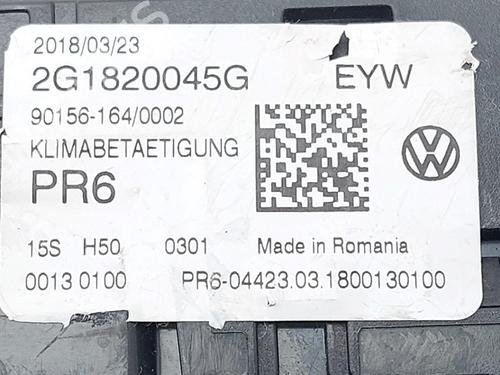 2018/03/23
2G1820045G EYW
90156-164/0002
KLIMABETAETIGUNG
PR6
15S H50 0301 Made in Romania
0013 0100 PR6-04423.03.1800130100